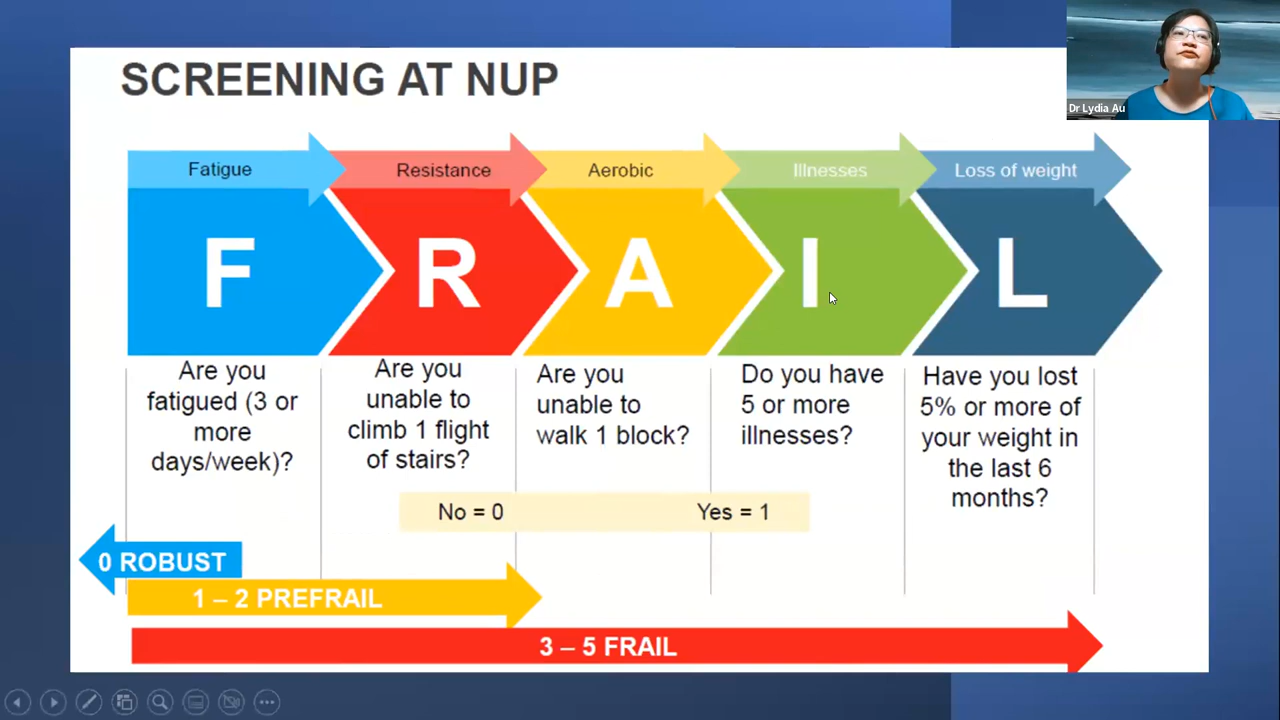 SCREENING AT NUP
Dr Lydia Au
Fatigue
Resistance
Aerobic
Illnesses
Loss of weight
F
R
A
I
L
Are you
fatigued (3 or
more
days/week)?
Are you
unable to
climb 1 flight
of stairs?
Are you
unable to
walk 1 block?
Do you have
5 or more
illnesses?
Have you lost
5% or more of
your weight in
the last 6
months?
No = 0
Yes = 1
0 ROBUST
1 – 2 PREFRAIL
3 – 5 FRAIL